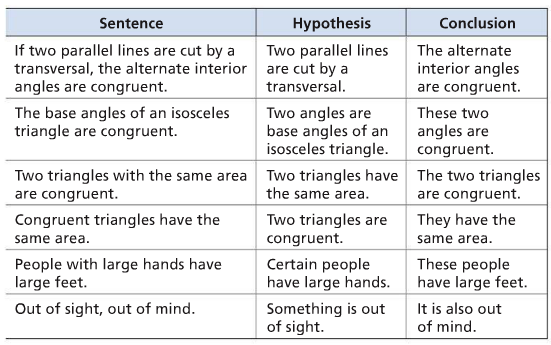 Sentence Hypothesis Conclusion
If two parallel lines are cut by a
transversal, the alternate interior
angles are congruent.
Two parallel lines
are cut by a
transversal.
The alternate
interior angles
are congruent.
The base angles of an isosceles
triangle are congruent.
Two angles are
base angles of an
isosceles triangle.
These two
angles are
congruent.
Two triangles with the same area
are congruent.
Two triangles have
the same area.
The two triangles
are congruent.
Congruent triangles have the
same area.
Two triangles are
congruent.
They have the
same area.
People with large hands have
large feet.
Certain people
have large hands.
These people
have large feet.
Out of sight, out of mind.
Something is out
of sight.
It is also out
of mind.